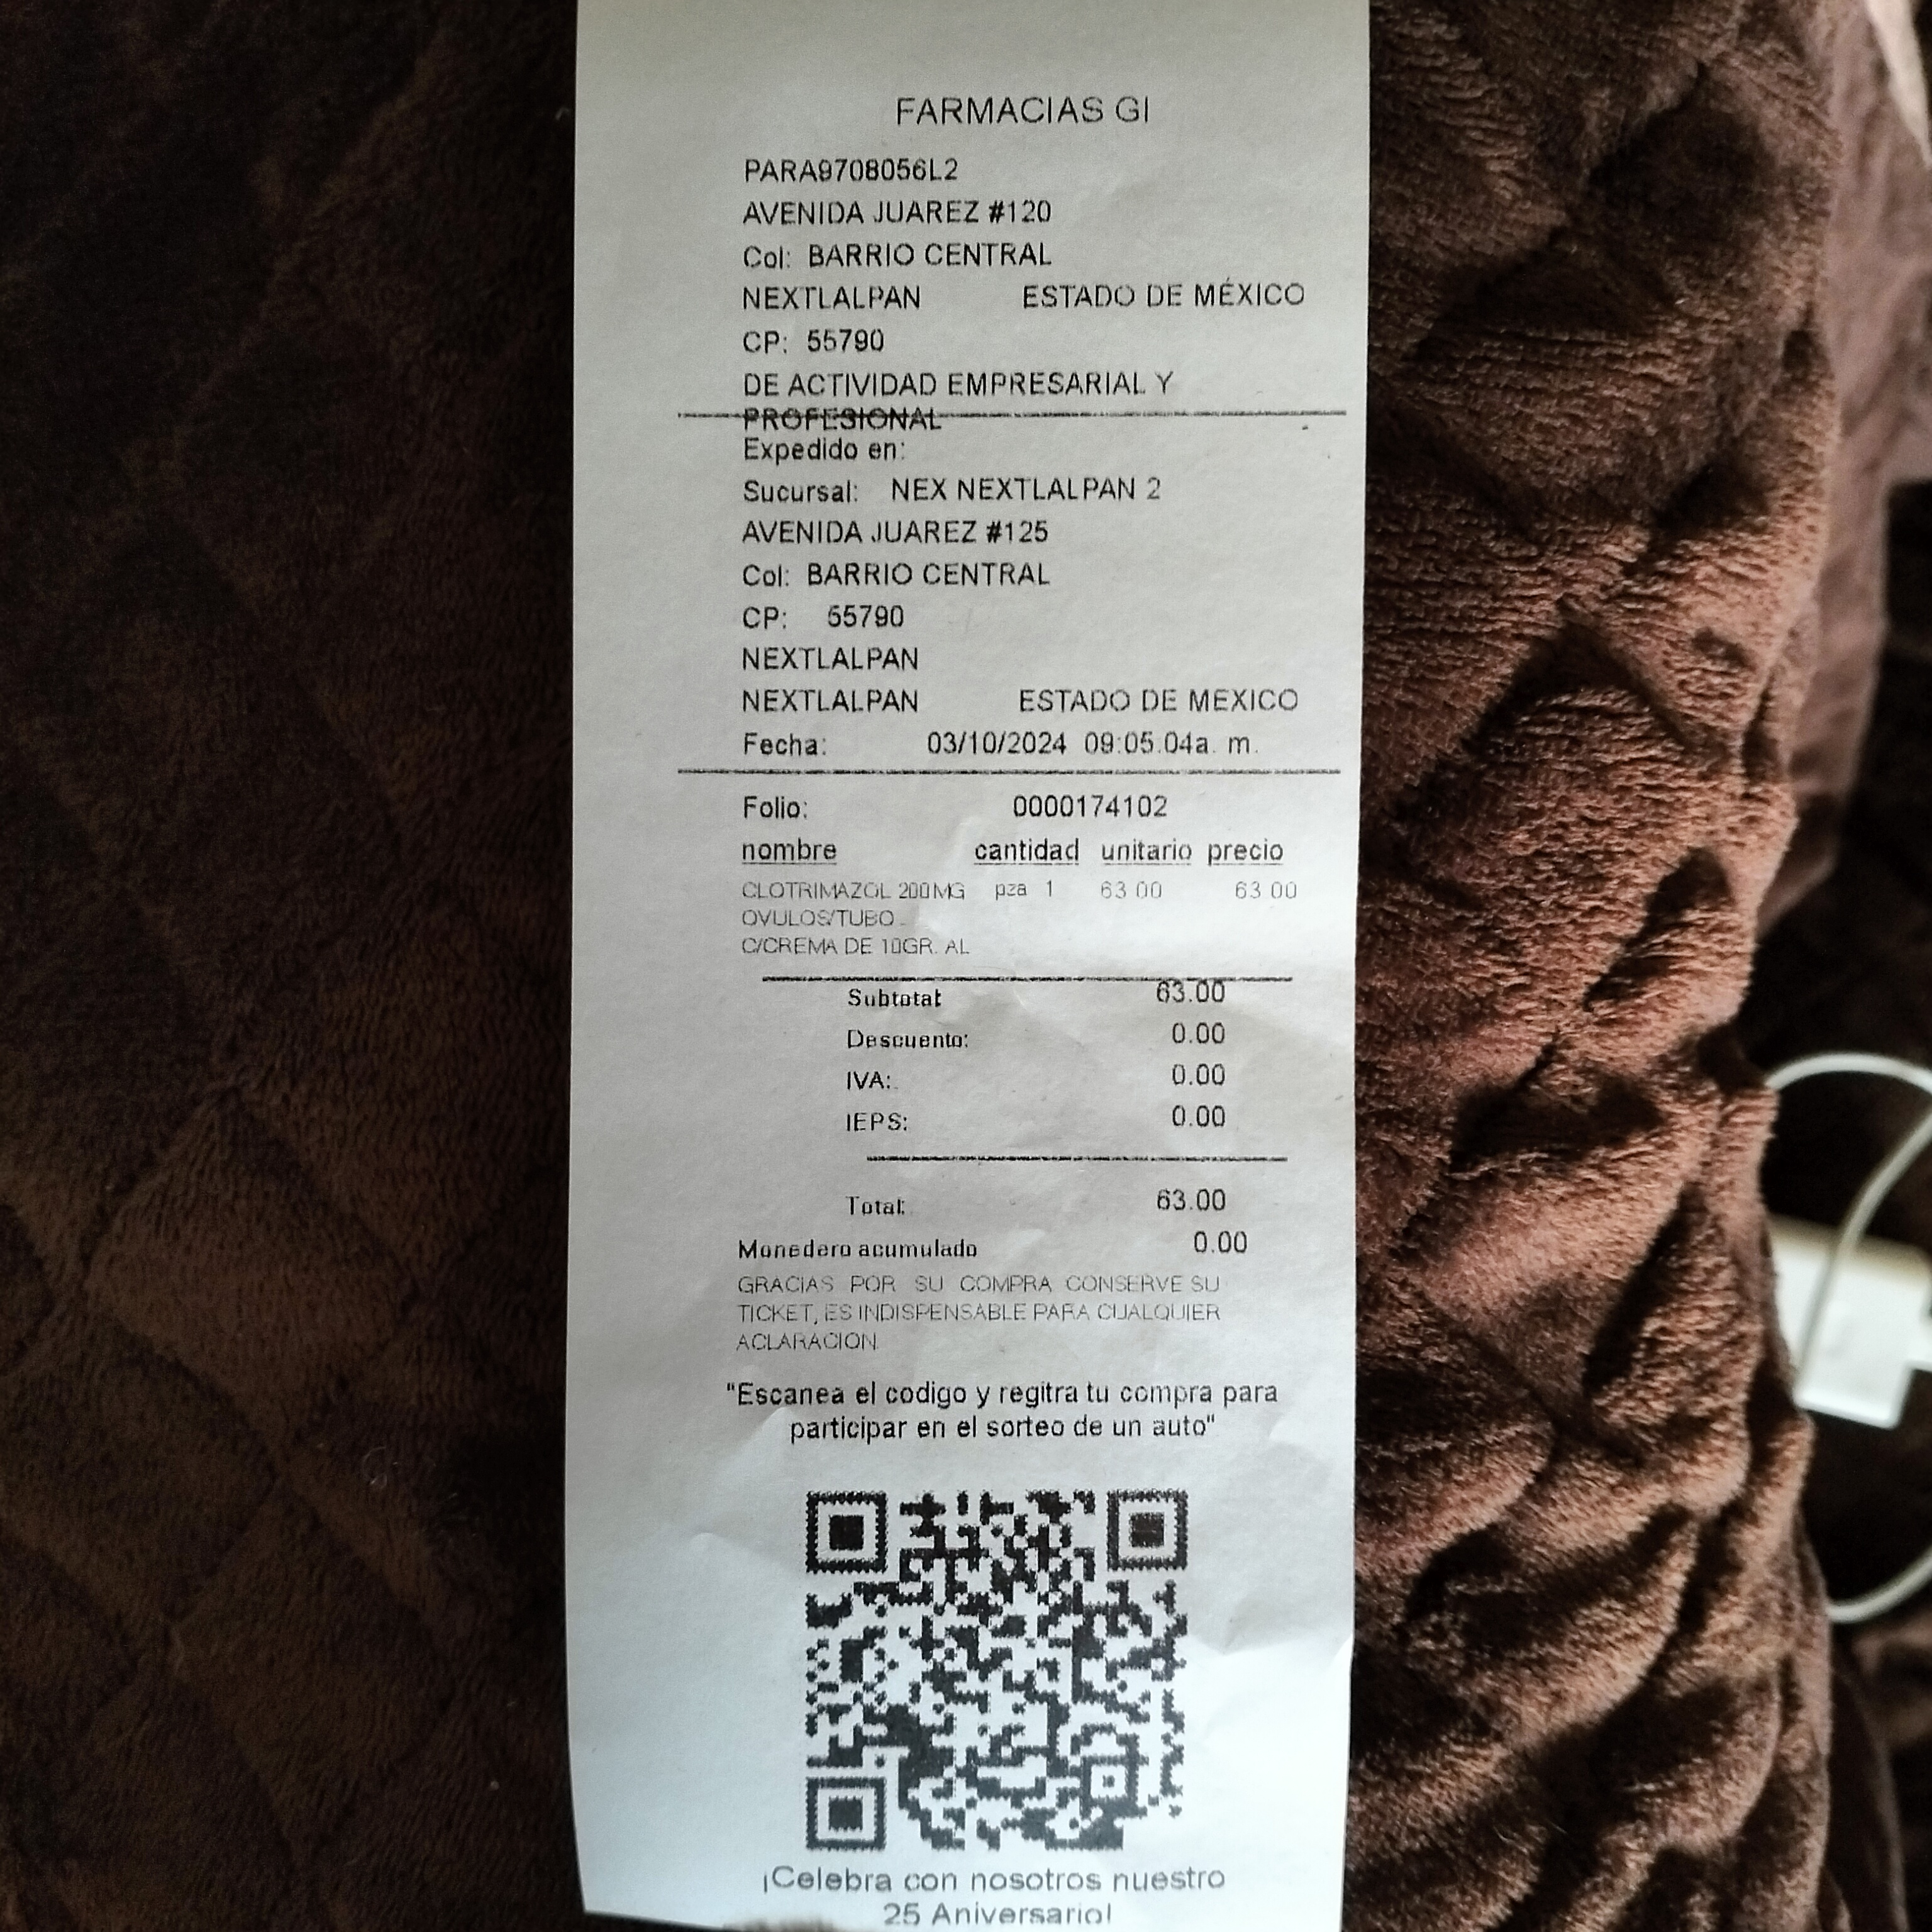 FARMACIAS GI
PARA9708056L2
AVENIDA JUAREZ #120
Col: BARRIO CENTRAL
NEXTLALPAN ESTADO DE MÉXICO
CP: 55790
DE ACTIVIDAD EMPRESARIAL Y
PROFESIONAL
Expedido en:
Sucursal: NEX NEXTLALPAN 2
AVENIDA JUAREZ #125
Col: BARRIO CENTRAL
CP: 55790
NEXTLALPAN
NEXTLALPAN ESTADO DE MEXICO
Fecha: 03/10/2024 09:05:04a. m.
Folio: 0000174102
nombre cantidad unitario precio
CLOTRIMAZOL 200MG pza 1 63.00 63.00
OVULOS/TUBO
C/CREMA DE 10GR. AL
Subtotal: 63.00
Descuento: 0.00
IVA: 0.00
IEPS: 0.00
Total: 63.00
Monedero acumulado 0.00
GRACIAS POR SU COMPRA CONSERVE SU
TICKET, ES INDISPENSABLE PARA CUALQUIER
ACLARACION.
"Escanea el codigo y regitra tu compra para
participar en el sorteo de un auto"
¡Celebra con nosotros nuestro
25 Aniversario!